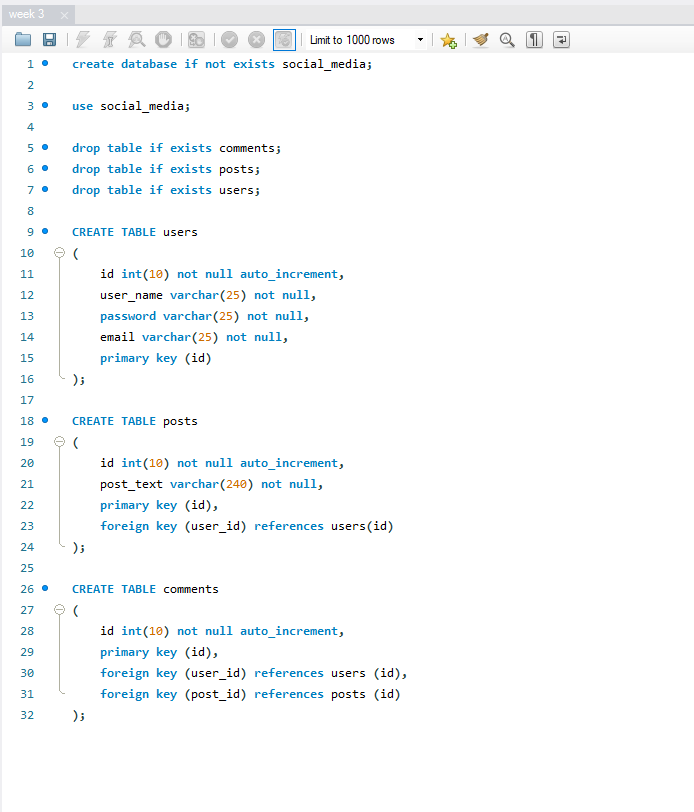 week 3
Limit to 1000 rows
1 create database if not exists social_media;
2
3 use social_media;
4
5 drop table if exists comments;
6 drop table if exists posts;
7 drop table if exists users;
8
9 CREATE TABLE users
10 (
11 id int(10) not null auto_increment,
12 user_name varchar(25) not null,
13 password varchar(25) not null,
14 email varchar(25) not null,
15 primary key (id)
16 );
17
18 CREATE TABLE posts
19 (
20 id int(10) not null auto_increment,
21 post_text varchar(240) not null,
22 primary key (id),
23 foreign key (user_id) references users(id)
24 );
25
26 CREATE TABLE comments
27 (
28 id int(10) not null auto_increment,
29 primary key (id),
30 foreign key (user_id) references users (id),
31 foreign key (post_id) references posts (id)
32 );